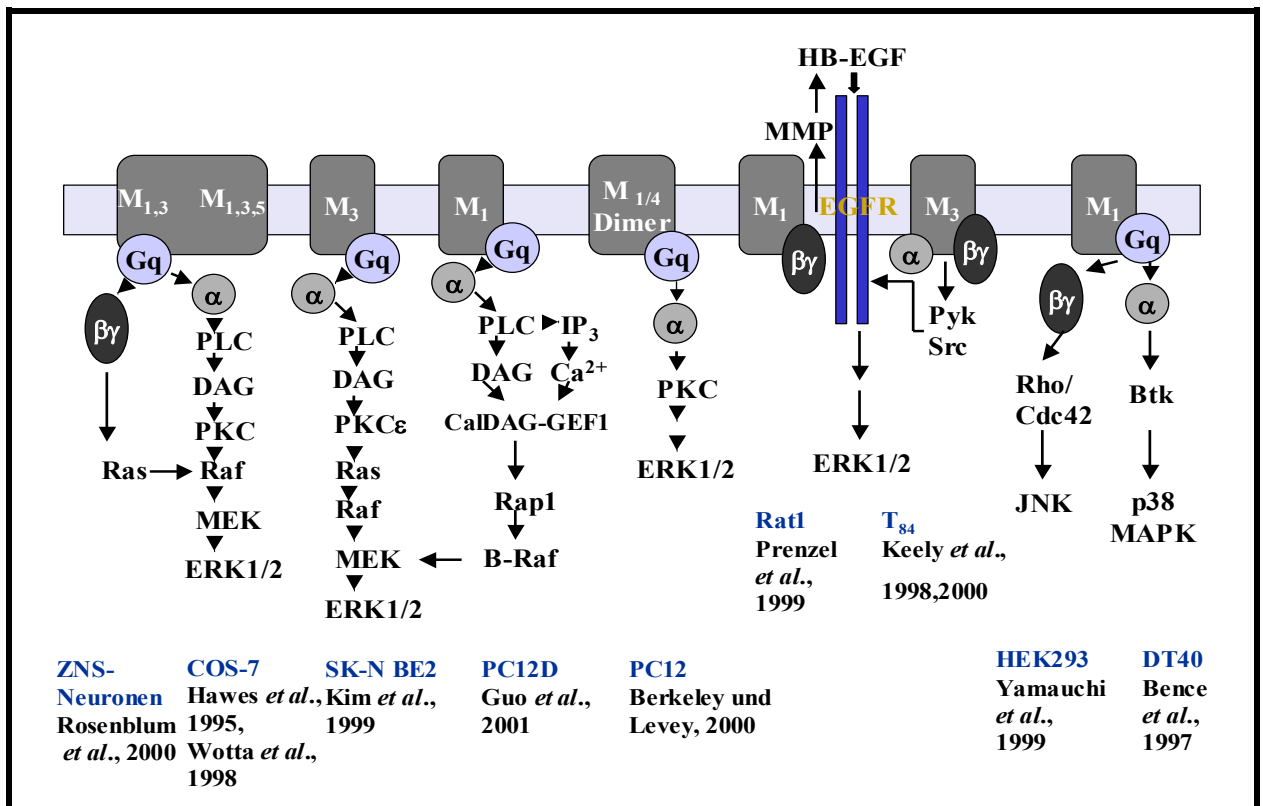 HB-EGF
MMP
M1,3 M1,3,5
M3
M1
M 1/4
Dimer
M1
EGFR
M3
M1
Gq
Gq
Gq
Gq
Gq
βγ
α
α
α
α
βγ
α
βγ
βγ
α
PLC
DAG
PKC
Ras
Raf
MEK
ERK1/2
PLC
DAG
PKCε
Ras
Raf
MEK
ERK1/2
PLC
IP3
DAG
Ca2+
CalDAG-GEF1
Rap1
B-Raf
PKC
ERK1/2
ERK1/2
Pyk
Src
Rho/
Cdc42
JNK
Btk
p38
MAPK
Rat1
Prenzel
et al.,
1999
T84
Keely et al.,
1998,2000
ZNS-
Neuronen
Rosenblum
et al., 2000
COS-7
Hawes et al.,
1995,
Wotta et al.,
1998
SK-N BE2
Kim et al.,
1999
PC12D
Guo et al.,
2001
PC12
Berkeley und
Levey, 2000
HEK293
Yamauchi
et al.,
1999
DT40
Bence
et al.,
1997